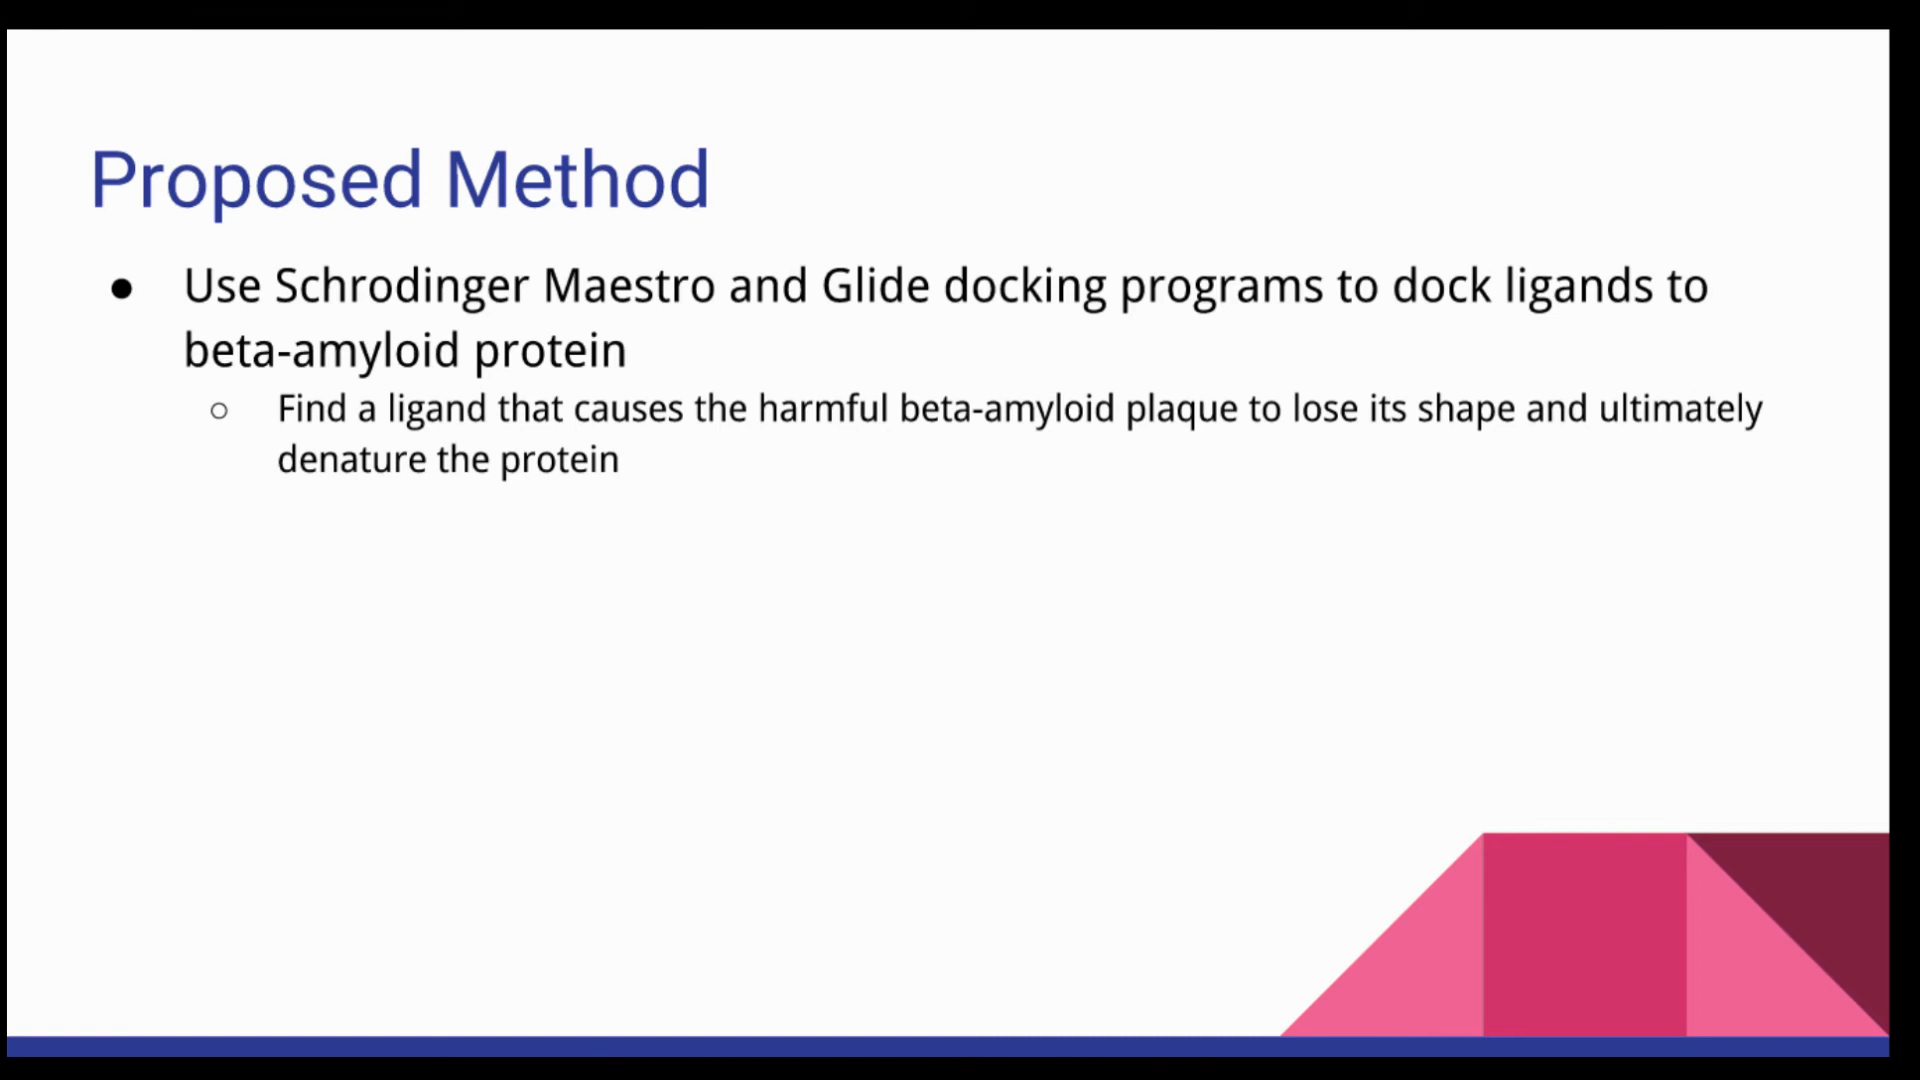 Proposed Method
● Use Schrodinger Maestro and Glide docking programs to dock ligands to
beta-amyloid protein
○ Find a ligand that causes the harmful beta-amyloid plaque to lose its shape and ultimately
denature the protein